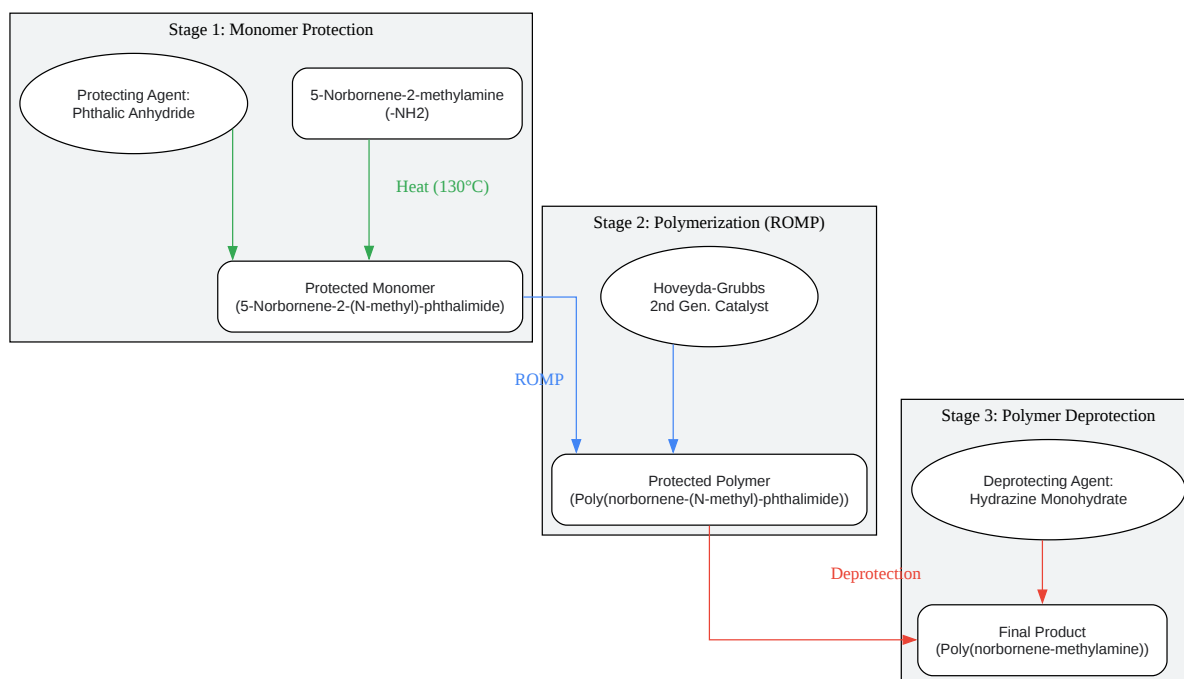 Stage 1: Monomer Protection
Protecting Agent:
Phthalic Anhydride
5-Norbornene-2-methylamine
(-NH2)
Heat (130°C)
Protected Monomer
(5-Norbornene-2-(N-methyl)-phthalimide)
Stage 2: Polymerization (ROMP)
Hoveyda-Grubbs
2nd Gen. Catalyst
ROMP
Protected Polymer
(Poly(norbornene-(N-methyl)-phthalimide))
Stage 3: Polymer Deprotection
Deprotecting Agent:
Hydrazine Monohydrate
Deprotection
Final Product
(Poly(norbornene-methylamine))